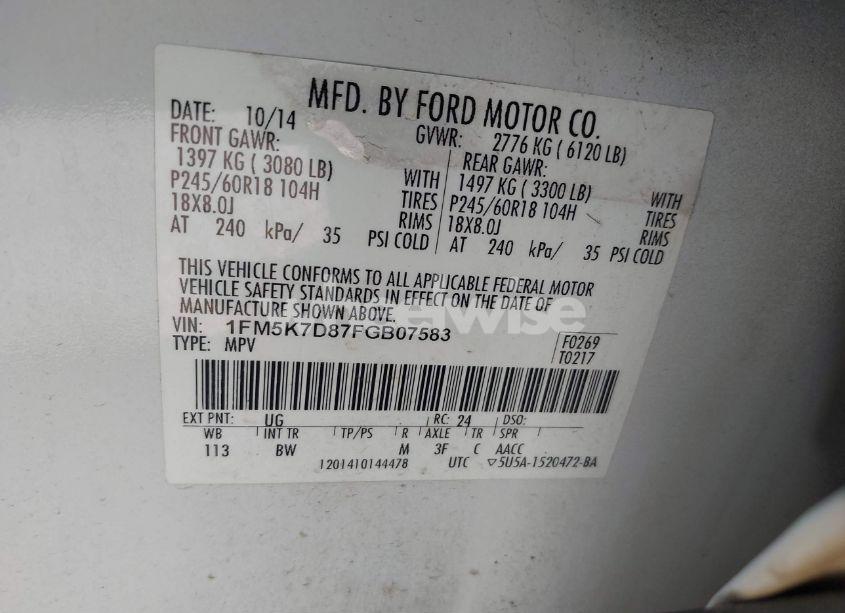 MFD. BY FORD MOTOR CO.
DATE: 10/14 GVWR: 2776 KG ( 6120 LB)
FRONT GAWR: REAR GAWR:
1397 KG ( 3080 LB) WITH 1497 KG ( 3300 LB) WITH
P245/60R18 104H TIRES P245/60R18 104H TIRES
18X8.0J RIMS 18X8.0J RIMS
AT 240 kPa/ 35 PSI COLD AT 240 kPa/ 35 PSI COLD
THIS VEHICLE CONFORMS TO ALL APPLICABLE FEDERAL MOTOR
VEHICLE SAFETY STANDARDS IN EFFECT ON THE DATE OF
MANUFACTURE SHOWN ABOVE.
VIN: 1FM5K7D87FGB07583 F0269
TYPE: MPV T0217
EXT PNT: UG RC: 24 DSO:
WB INT TR TP/PS R AXLE TR SPR
113 BW M 3F C AACC
1201410144478 UTC ▽5U5A-1520472-BA